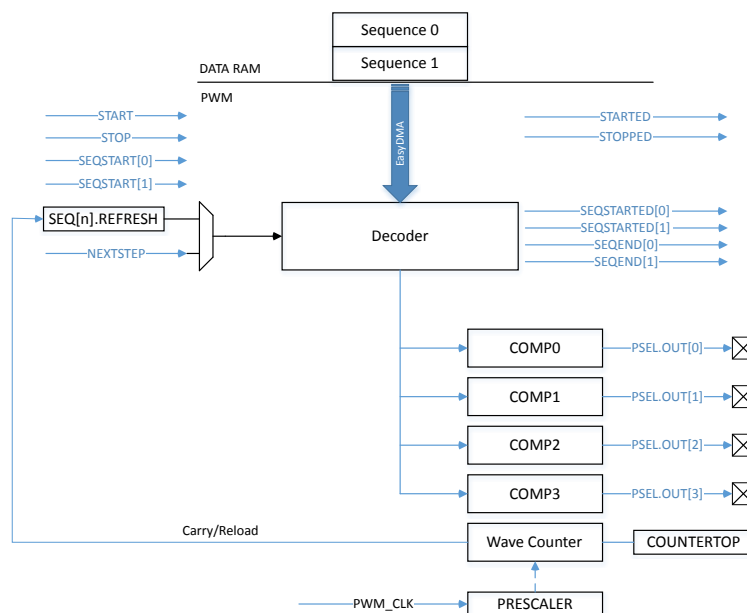 Sequence 0
Sequence 1
DATA RAM
PWM
START
STOP
SEQSTART[0]
SEQSTART[1]
EasyDMA
STARTED
STOPPED
SEQ[n].REFRESH
NEXTSTEP
Decoder
SEQSTARTED[0]
SEQSTARTED[1]
SEQEND[0]
SEQEND[1]
COMP0
PSEL.OUT[0]
COMP1
PSEL.OUT[1]
COMP2
PSEL.OUT[2]
COMP3
PSEL.OUT[3]
Carry/Reload
Wave Counter
COUNTERTOP
PWM_CLK
PRESCALER